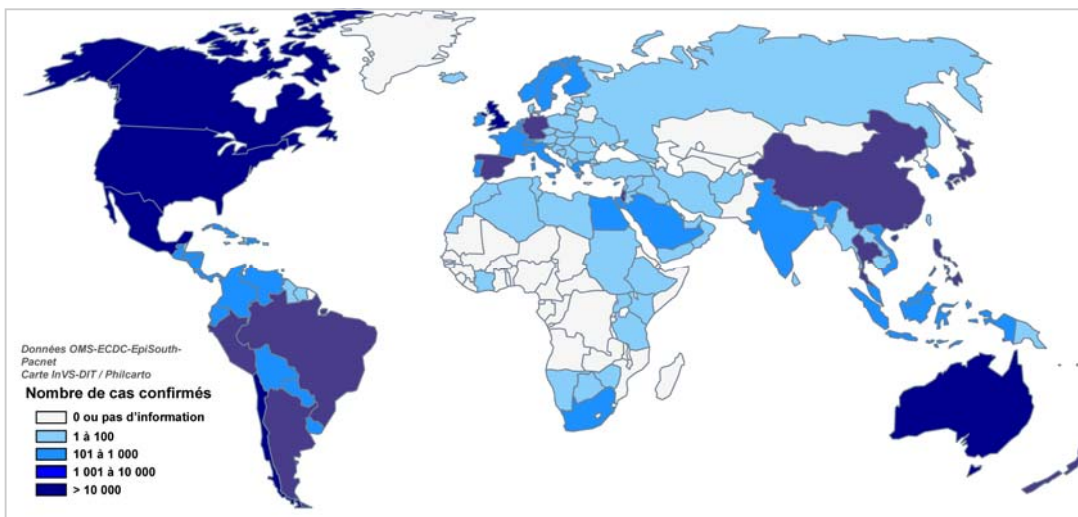 Données OMS-ECDC-EpiSouth-
Pacnet
Carte InVS-DIT / Philcarto
Nombre de cas confirmés
0 ou pas d'information
1 à 100
101 à 1 000
1 001 à 10 000
> 10 000